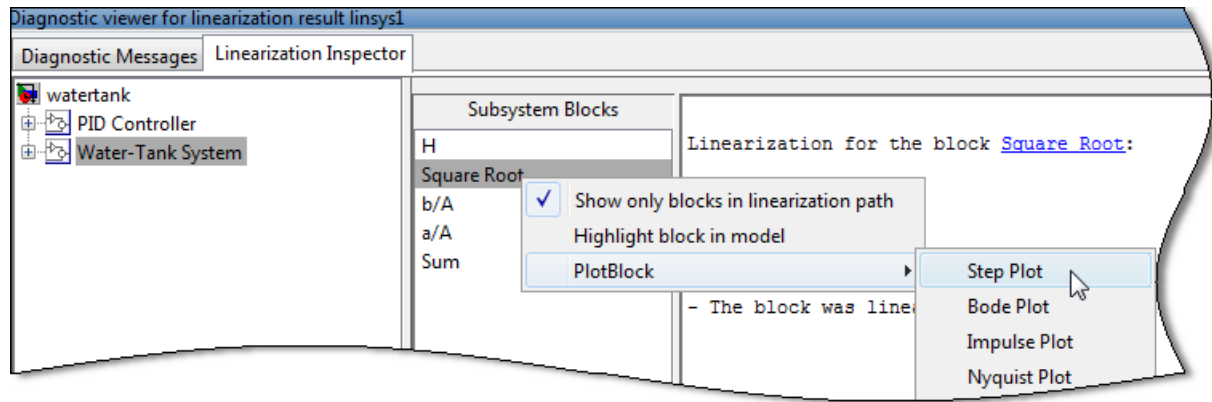 Diagnostic viewer for linearization result linsys1
Diagnostic Messages
Linearization Inspector
watertank
PID Controller
Water-Tank System
Subsystem Blocks
H
Square Root
b/A
a/A
Sum
Linearization for the block Square Root:
Show only blocks in linearization path
Highlight block in model
PlotBlock
- The block was
Step Plot
Bode Plot
Impulse Plot
Nyquist Plot